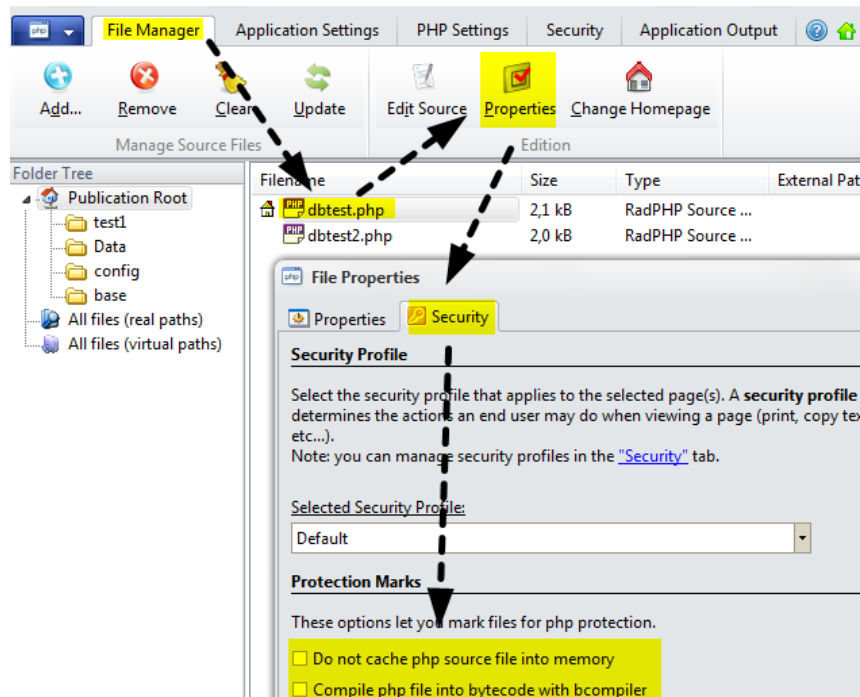 php
File Manager Application Settings PHP Settings Security Application Output
Add... Remove Clear Update Edit Source Properties Change Homepage
Manage Source Files Edition
Folder Tree
Publication Root
test1
Data
config
base
All files (real paths)
All files (virtual paths)
Filename Size Type External Pat
PHP dbtest.php 2,1 kB RadPHP Source ...
PHP dbtest2.php 2,0 kB RadPHP Source ...
php File Properties
Properties Security
Security Profile
Select the security profile that applies to the selected page(s). A security profile
determines the actions an end user may do when viewing a page (print, copy tex
etc...).
Note: you can manage security profiles in the "Security" tab.
Selected Security Profile:
Default
Protection Marks
These options let you mark files for php protection.
Do not cache php source file into memory
Compile php file into bytecode with bcompiler